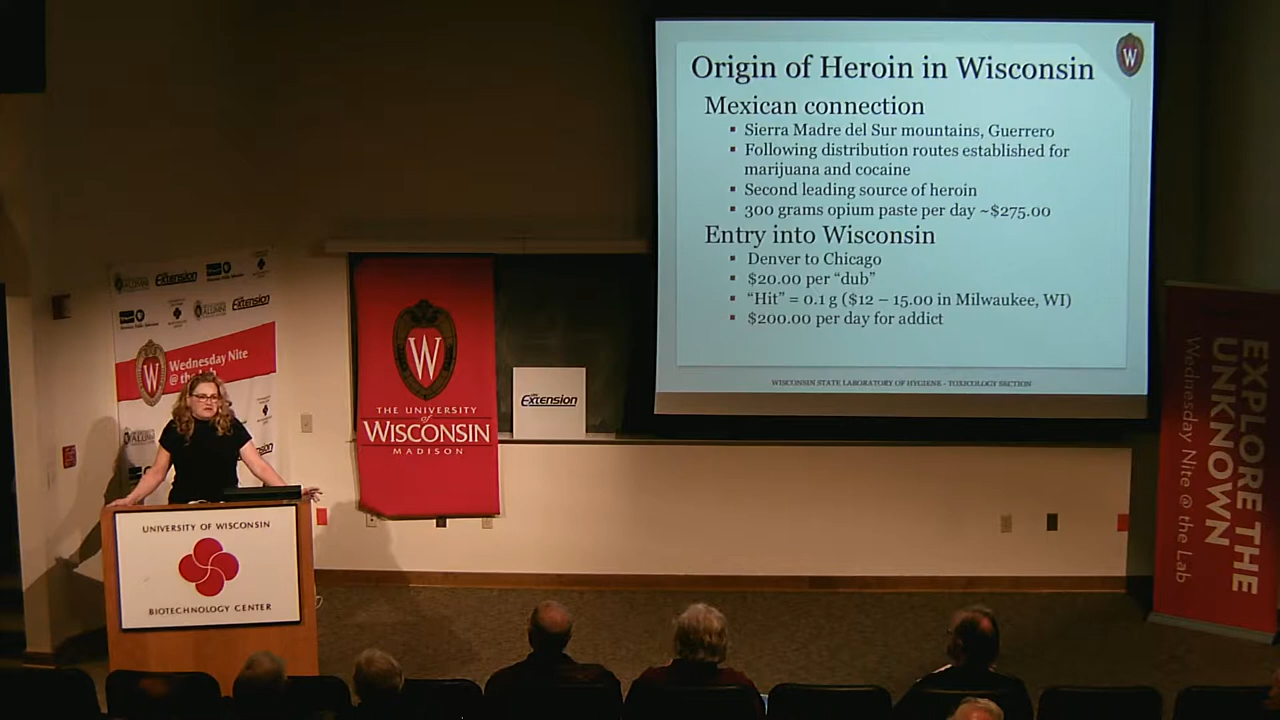 Origin of Heroin in Wisconsin
W
Mexican connection
▪ Sierra Madre del Sur mountains, Guerrero
▪ Following distribution routes established for
marijuana and cocaine
▪ Second leading source of heroin
▪ 300 grams opium paste per day ~$275.00
Entry into Wisconsin
▪ Denver to Chicago
▪ $20.00 per “dub”
▪ “Hit” = 0.1 g ($12 – 15.00 in Milwaukee, WI)
▪ $200.00 per day for addict
WISCONSIN STATE LABORATORY OF HYGIENE - TOXICOLOGY SECTION
Extension
Extension
W
Wednesday Nite
@ the
W
THE UNIVERSITY
of
WISCONSIN
MADISON
Extension
UNIVERSITY OF WISCONSIN
BIOTECHNOLOGY CENTER
EXPLORE THE
UNKNOWN
Wednesday Nite @ the Lab